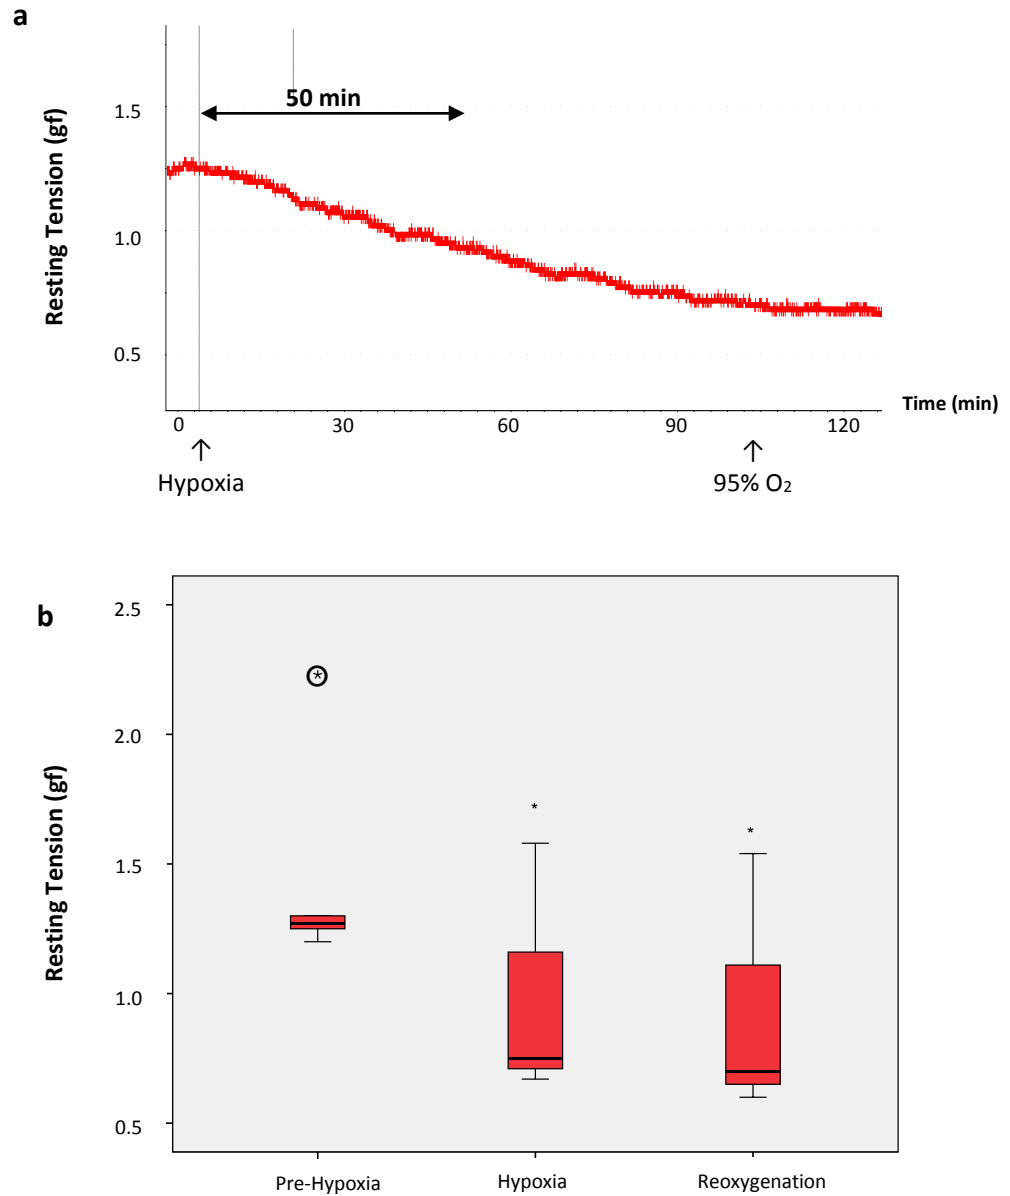 a
50 min
1.5
1.0
0.5
Resting Tension (gf)
0 30 60 90 120
Time (min)
↑ ↑
Hypoxia 95% O₂
b
2.5
2.0
1.5
1.0
0.5
Resting Tension (gf)
*
* *
Pre-Hypoxia Hypoxia Reoxygenation